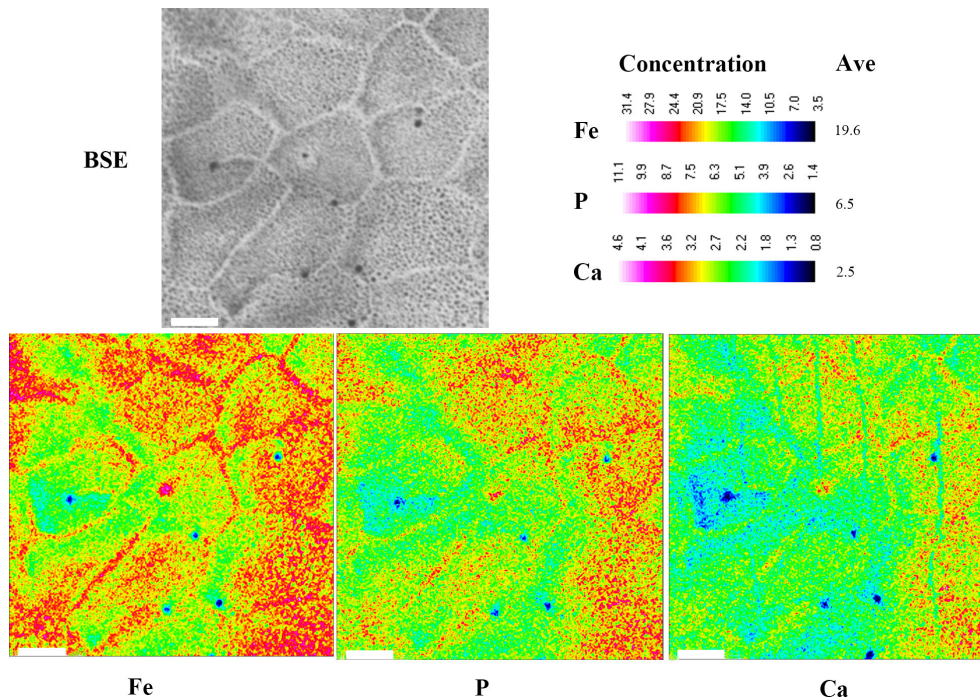 Concentration Ave
31.4 27.9 24.4 20.9 17.5 14.0 10.5 7.0 3.5
Fe 19.6
11.1 9.9 8.7 7.5 6.3 5.1 3.9 2.6 1.4
P 6.5
4.6 4.1 3.6 3.2 2.7 2.2 1.8 1.3 0.8
Ca 2.5
BSE
Fe P Ca